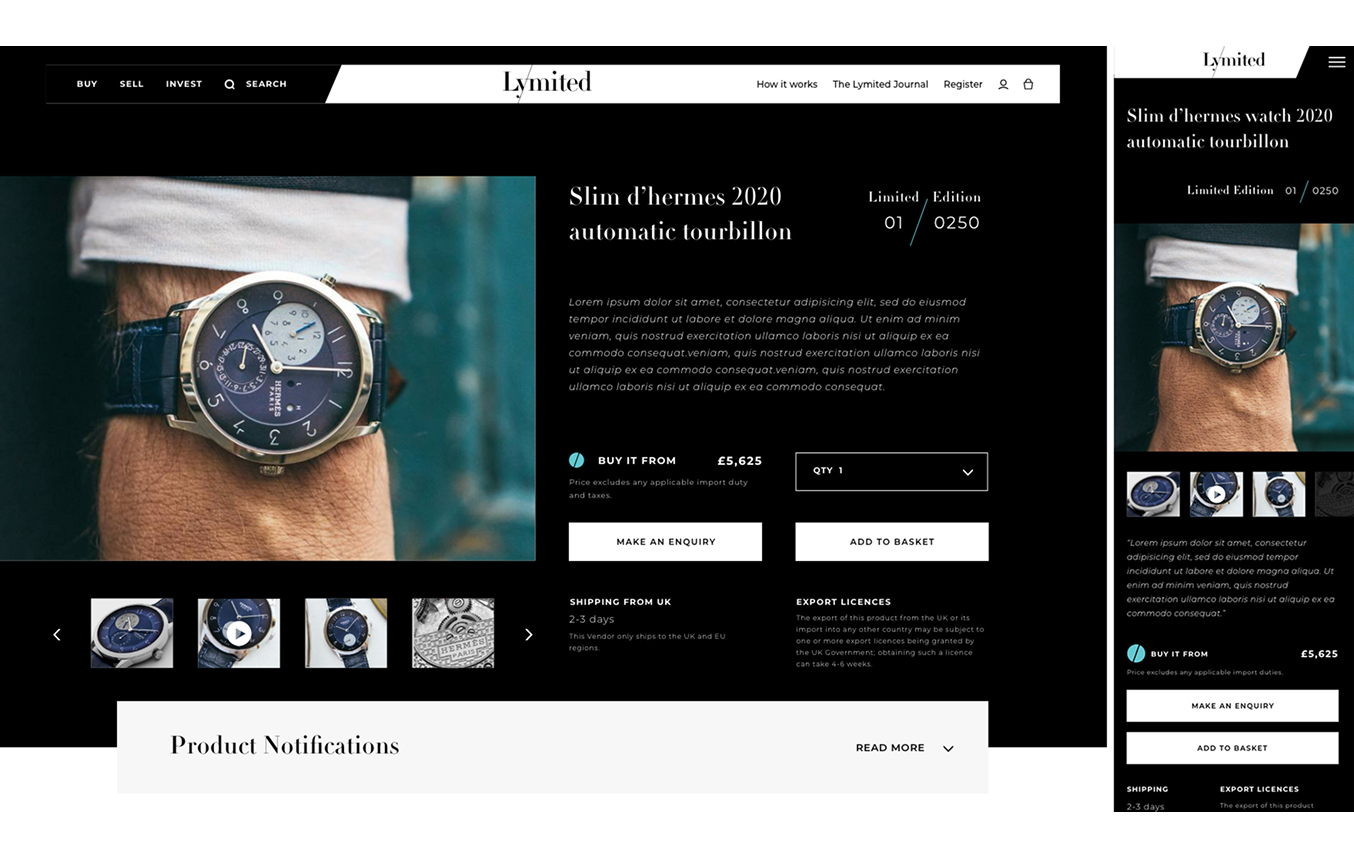 BUY SELL INVEST SEARCH
Lymited
How it works The Lymited Journal Register
Slim d’hermes 2020
automatic tourbillon
Limited Edition
01 / 0250
Lorem ipsum dolor sit amet, consectetur adipisicing elit, sed do eiusmod
tempor incididunt ut labore et dolore magna aliqua. Ut enim ad minim
veniam, quis nostrud exercitation ullamco laboris nisi ut aliquip ex ea
commodo consequat.veniam, quis nostrud exercitation ullamco laboris nisi
ut aliquip ex ea commodo consequat.veniam, quis nostrud exercitation
ullamco laboris nisi ut aliquip ex ea commodo consequat.
BUY IT FROM £5,625
Price excludes any applicable import duty
and taxes.
QTY 1
MAKE AN ENQUIRY
ADD TO BASKET
SHIPPING FROM UK
2-3 days
This Vendor only ships to the UK and EU
regions.
EXPORT LICENCES
The export of this product from the UK or its
import into any other country may be subject to
one or more export licences being granted by
the UK Government; obtaining such a licence
can take 4-6 weeks.
HERMÈS
PARIS
HERMÈS
PARIS
Product Notifications
READ MORE
Lymited
Slim d’hermes watch 2020
automatic tourbillon
Limited Edition 01 / 0250
“Lorem ipsum dolor sit amet, consectetur
adipisicing elit, sed do eiusmod tempor
incididunt ut labore et dolore magna aliqua. Ut
enim ad minim veniam, quis nostrud
exercitation ullamco laboris nisi ut aliquip ex ea
commodo consequat.”
BUY IT FROM £5,625
Price excludes any applicable import duties.
MAKE AN ENQUIRY
ADD TO BASKET
SHIPPING
2-3 days
EXPORT LICENCES
The export of this product